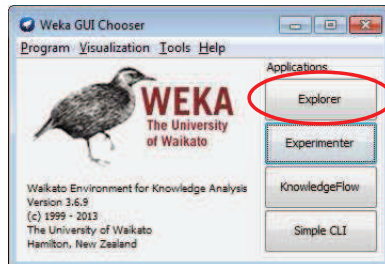 Weka GUI Chooser
Program Visualization Tools Help
Applications
WEKA
The University
of Waikato
Explorer
Experimenter
KnowledgeFlow
Simple CLI
Waikato Environment for Knowledge Analysis
Version 3.6.9
(c) 1999 - 2013
The University of Waikato
Hamilton, New Zealand